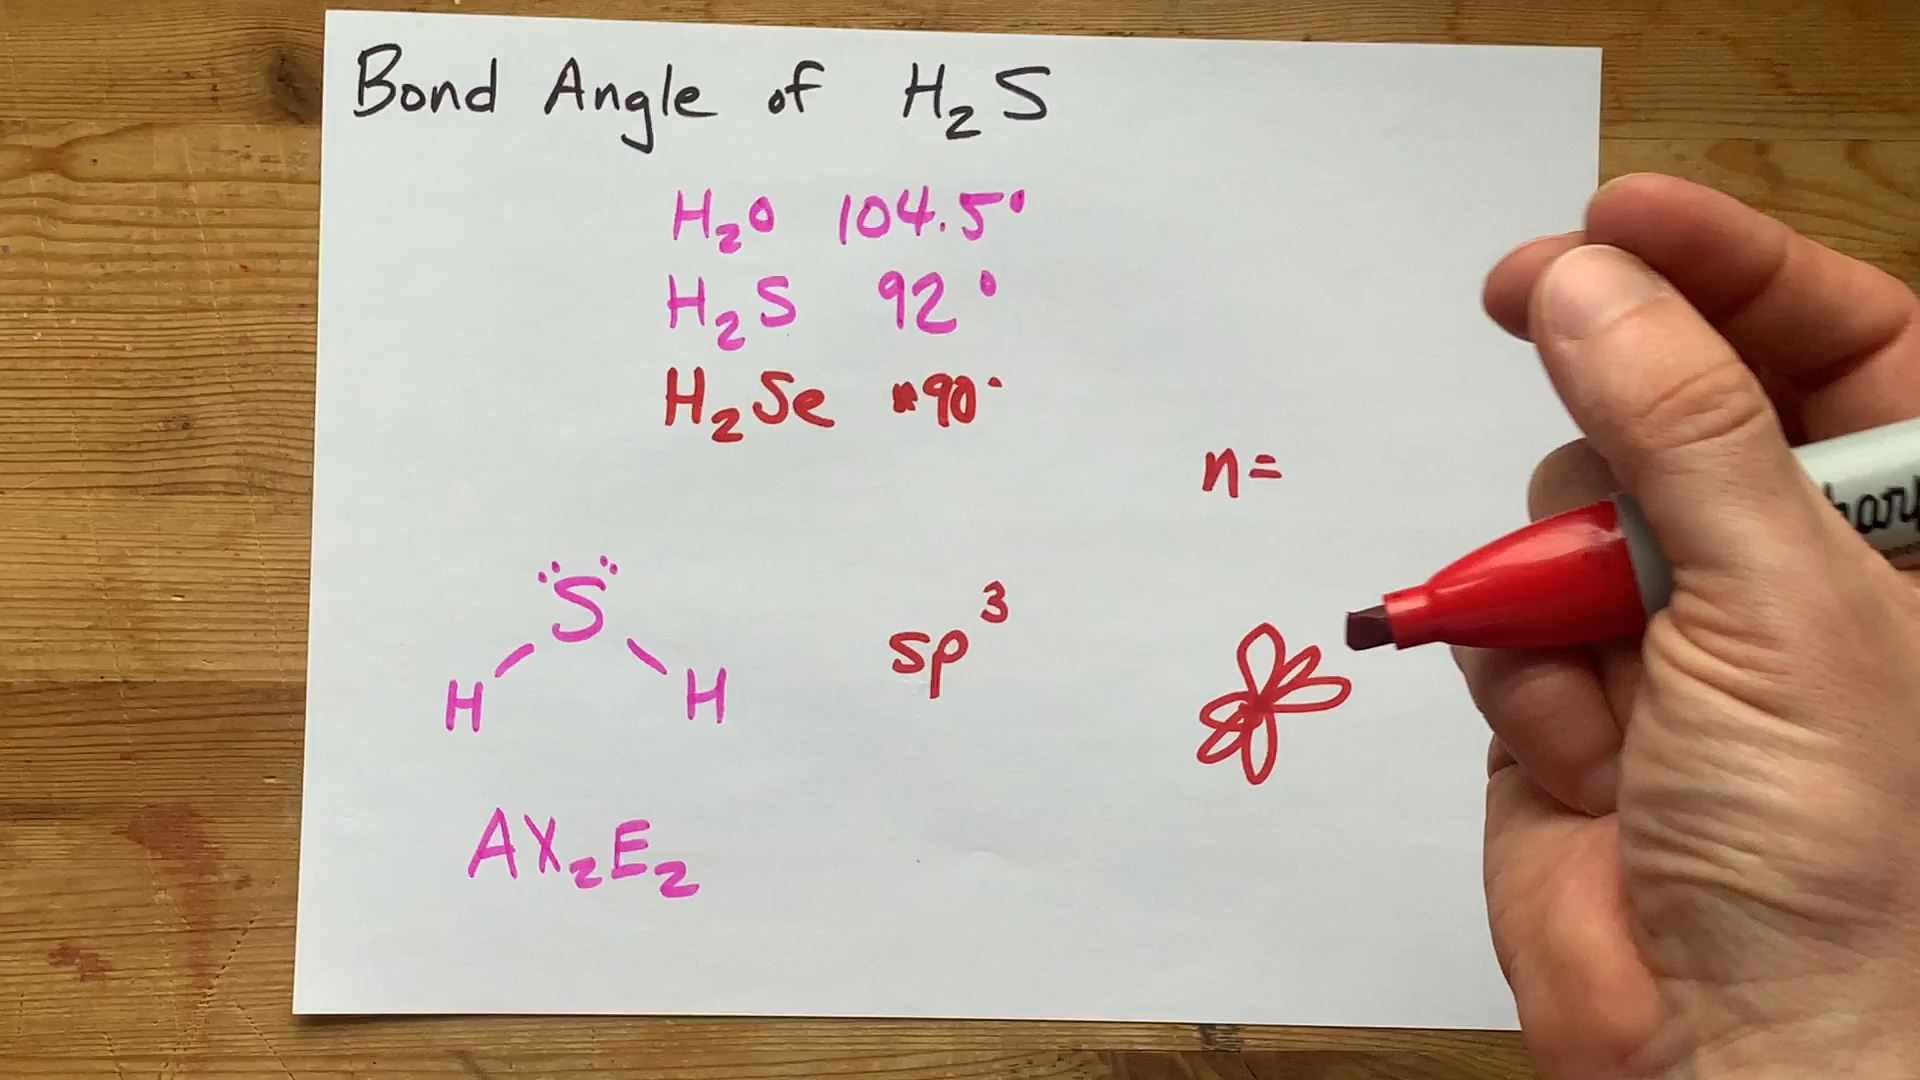 Bond Angle of H₂S
H₂O 104.5°
H₂S 92°
H₂Se 90°
n=
S
H H
sp³
AX₂E₂